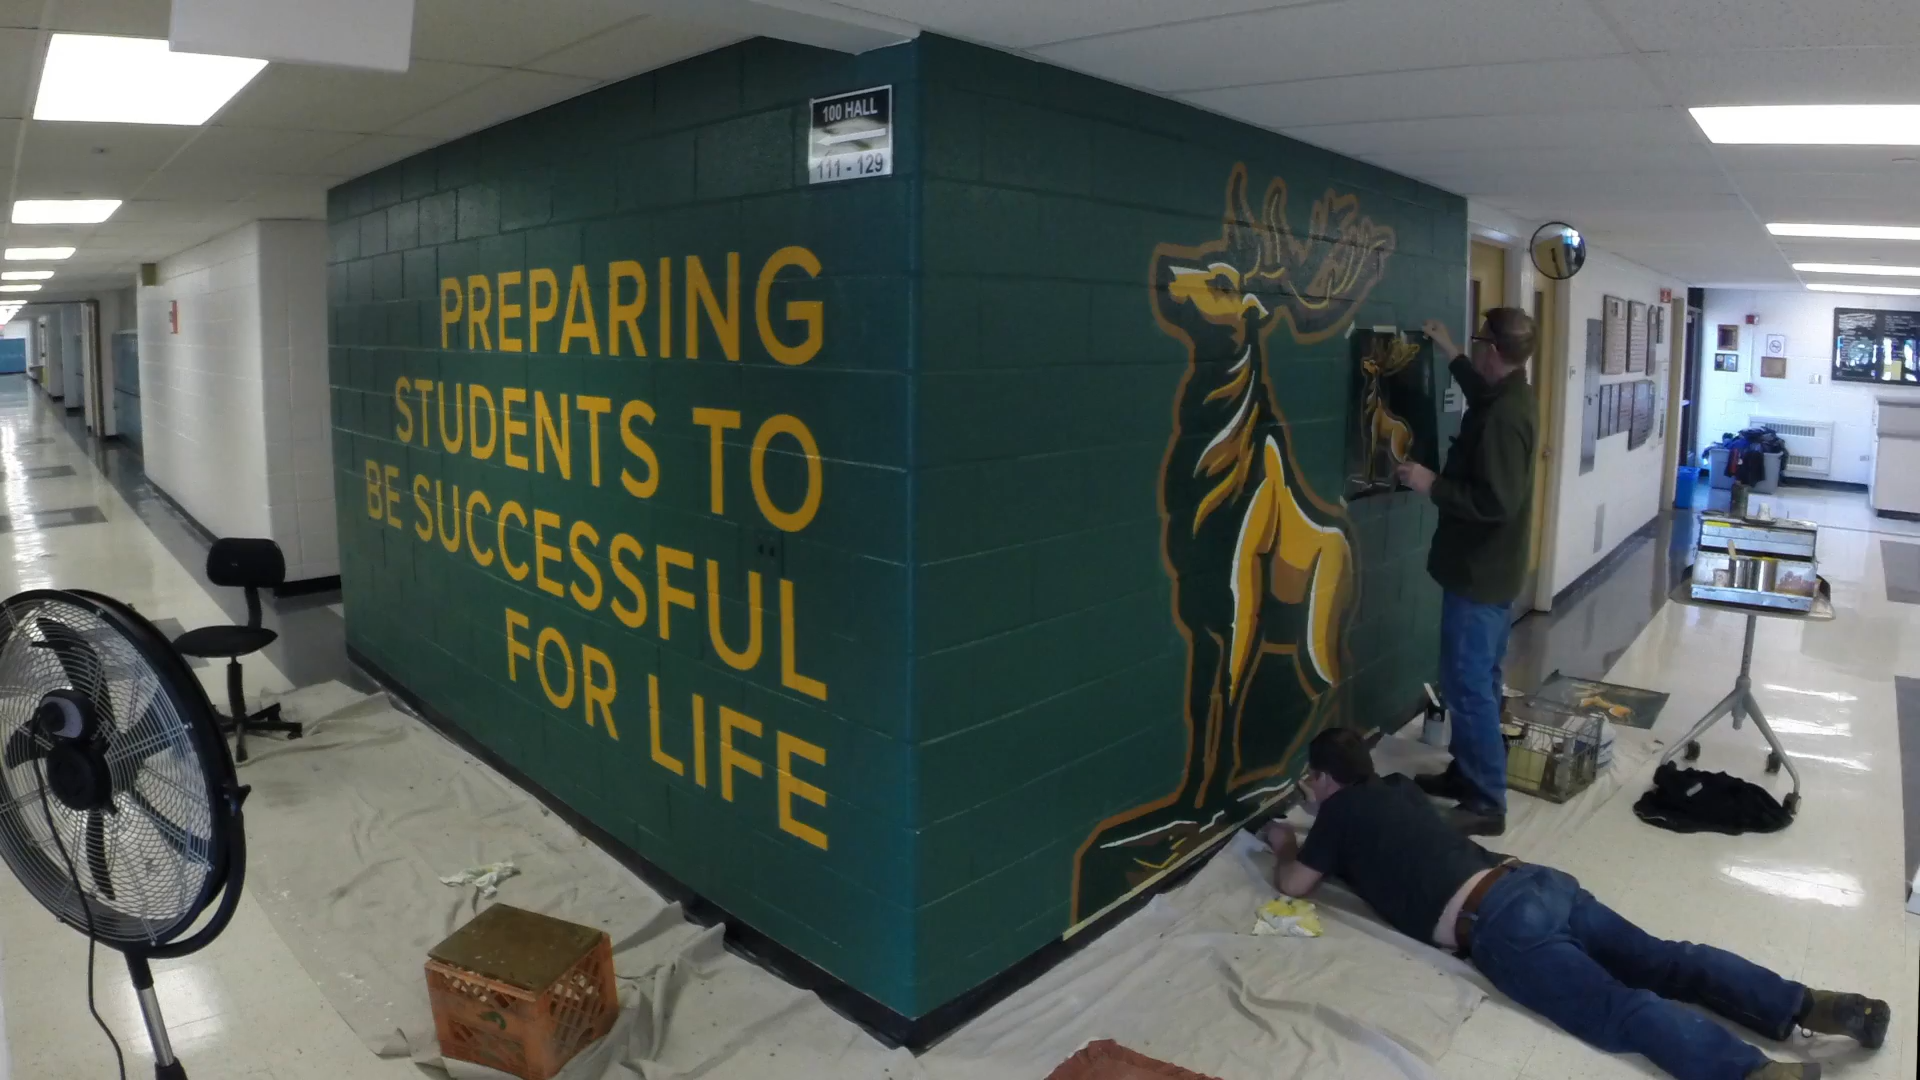 100 HALL
111 - 129
PREPARING
STUDENTS TO
BE SUCCESSFUL
FOR LIFE